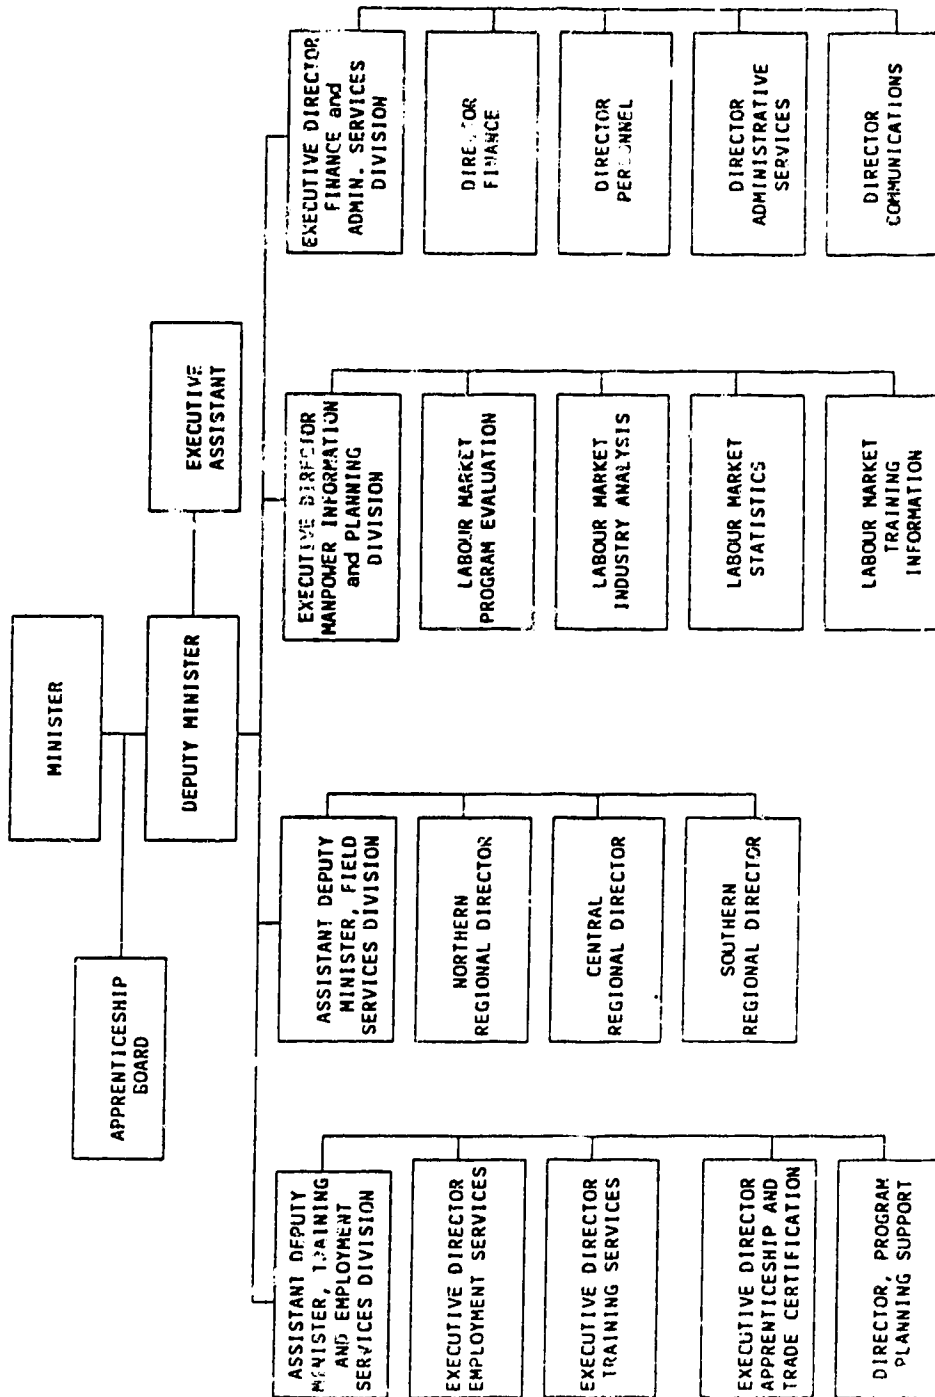 MINISTER
APPRENTICESHIP
BOARD
DEPUTY MINISTER
EXECUTIVE
ASSISTANT
ASSISTANT DEPUTY
MINISTER, TRAINING
AND EMPLOYMENT
SERVICES DIVISION
EXECUTIVE DIRECTOR
EMPLOYMENT SERVICES
EXECUTIVE DIRECTOR
TRAINING SERVICES
EXECUTIVE DIRECTOR
APPRENTICESHIP AND
TRADE CERTIFICATION
DIRECTOR, PROGRAM
PLANNING SUPPORT
ASSISTANT DEPUTY
MINISTER, FIELD
SERVICES DIVISION
NORTHERN
REGIONAL DIRECTOR
CENTRAL
REGIONAL DIRECTOR
SOUTHERN
REGIONAL DIRECTOR
EXECUTIVE DIRECTOR
MANPOWER INFORMATION
and PLANNING
DIVISION
LABOUR MARKET
PROGRAM EVALUATION
LABOUR MARKET
INDUSTRY ANALYSIS
LABOUR MARKET
STATISTICS
LABOUR MARKET
TRAINING
INFORMATION
EXECUTIVE DIRECTOR
FINANCE and
ADMIN. SERVICES
DIVISION
DIRECTOR
FINANCE
DIRECTOR
PERSONNEL
DIRECTOR
ADMINISTRATIVE
SERVICES
DIRECTOR
COMMUNICATIONS